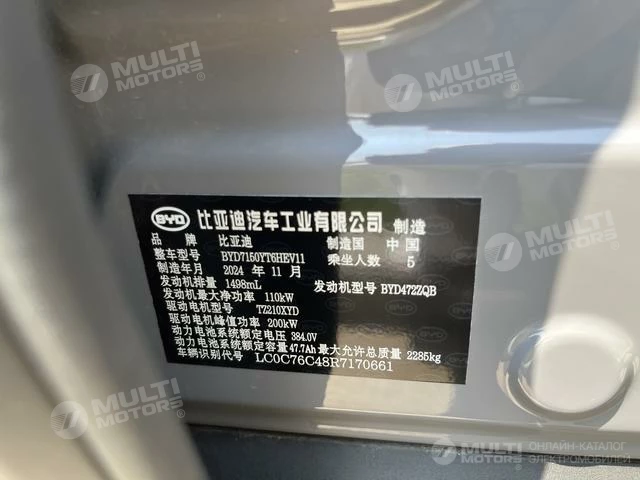 MULTI MOTORS
MULTI MOTORS
BYD 比亚迪汽车工业有限公司 制造
品牌 比亚迪 制造国 中国
整车型号 BYD7150YT6HEV11 乘坐人数 5
制造年月 2024 年 11 月
发动机排量 1498mL 发动机型号 BYD472ZQB
发动机最大净功率 110kW
驱动电机型号 TZ210XYD
驱动电机峰值功率 200kW
动力电池系统额定电压 384.0V
动力电池系统额定容量 47.7Ah 最大允许总质量 2285kg
车辆识别代号 LC0C76C48R7170661
MULTI MOTORS
MULTI MOTORS
MULTI MOTORS ОНЛАЙН-КАТАЛОГ ЭЛЕКТРОМОБИЛЕЙ